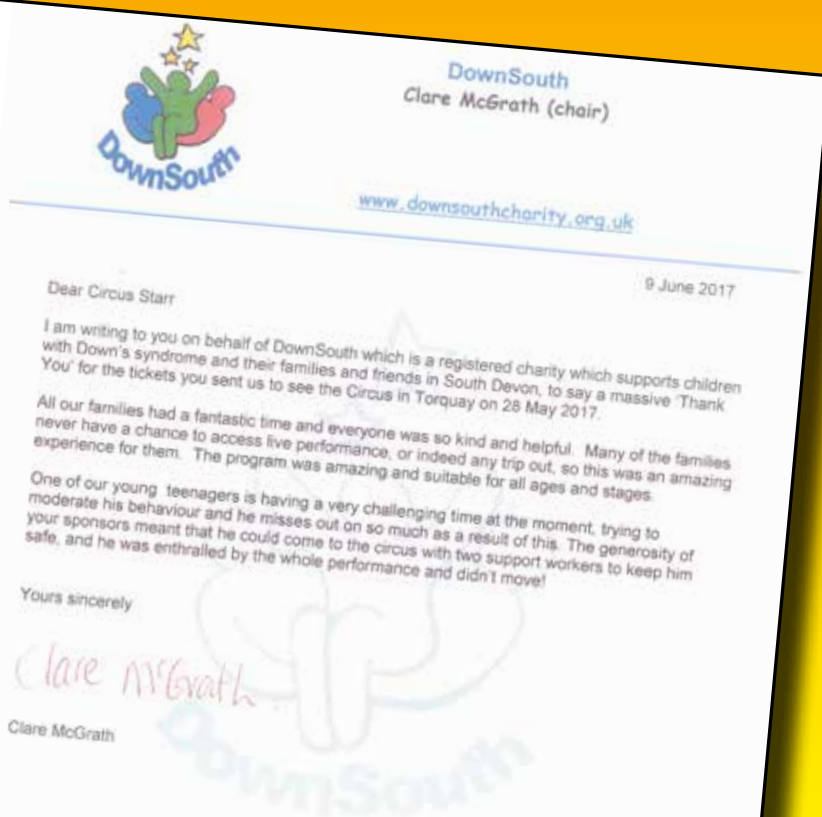 DownSouth
Clare McGrath (chair)
DownSouth
www.downsouthcharity.org.uk
9 June 2017
Dear Circus Starr
I am writing to you on behalf of DownSouth which is a registered charity which supports children
with Down's syndrome and their families and friends in South Devon, to say a massive 'Thank
You' for the tickets you sent us to see the Circus in Torquay on 28 May 2017.
All our families had a fantastic time and everyone was so kind and helpful. Many of the families
never have a chance to access live performance, or indeed any trip out, so this was an amazing
experience for them. The program was amazing and suitable for all ages and stages.
One of our young teenagers is having a very challenging time at the moment, trying to
moderate his behaviour and he misses out on so much as a result of this. The generosity of
your sponsors meant that he could come to the circus with two support workers to keep him
safe, and he was enthralled by the whole performance and didn't move!
Yours sincerely
Clare McGrath
Clare McGrath
DownSouth